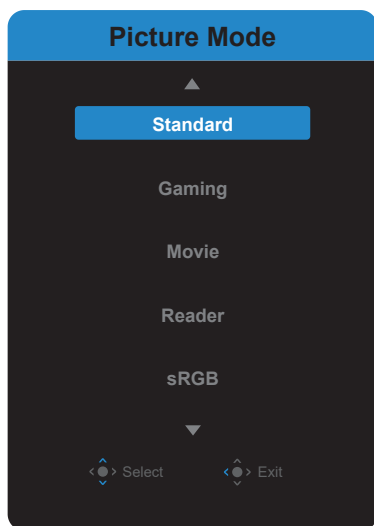 Picture Mode
Standard
Gaming
Movie
Reader
sRGB
Select Exit